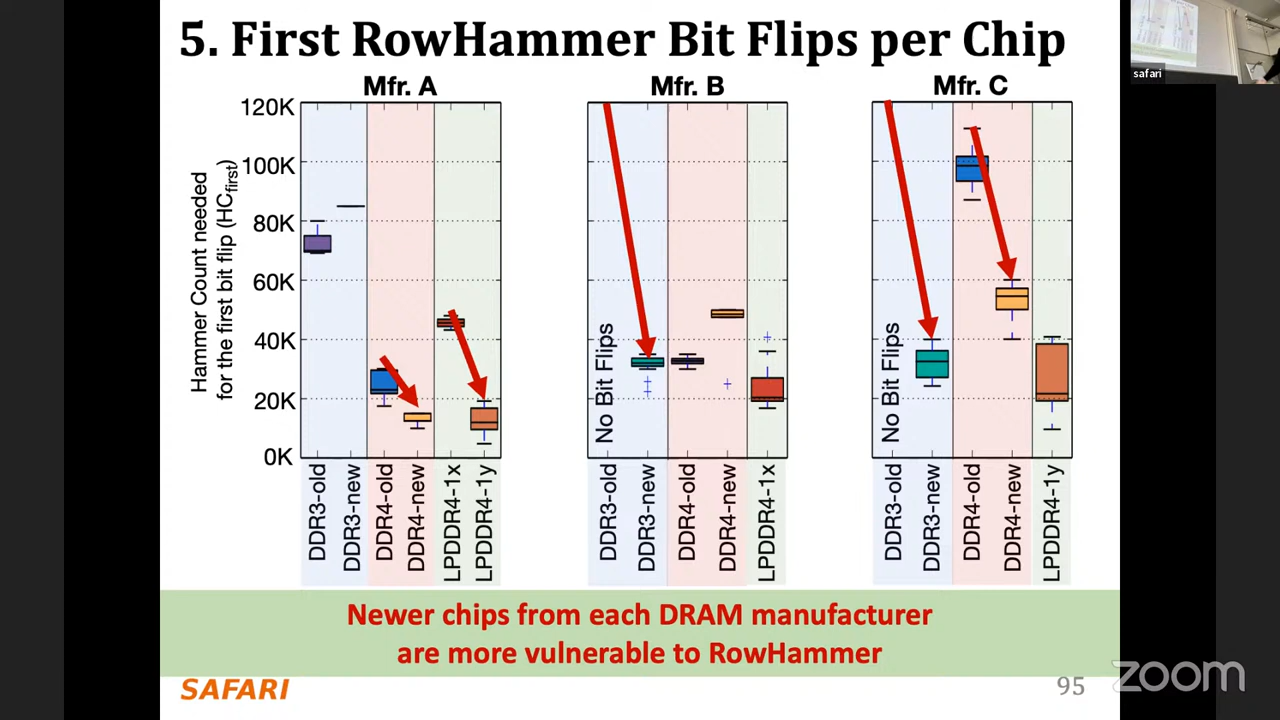 5. First RowHammer Bit Flips per Chip
safari
Mfr. A
Mfr. B
Mfr. C
Hammer Count needed
for the first bit flip (HCfirst)
120K
100K
80K
60K
40K
20K
0K
No Bit Flips
No Bit Flips
DDR3-old
DDR3-new
DDR4-old
DDR4-new
LPDDR4-1x
LPDDR4-1y
DDR3-old
DDR3-new
DDR4-old
DDR4-new
LPDDR4-1x
DDR3-old
DDR3-new
DDR4-old
DDR4-new
LPDDR4-1y
Newer chips from each DRAM manufacturer
are more vulnerable to RowHammer
SAFARI
95
zoom